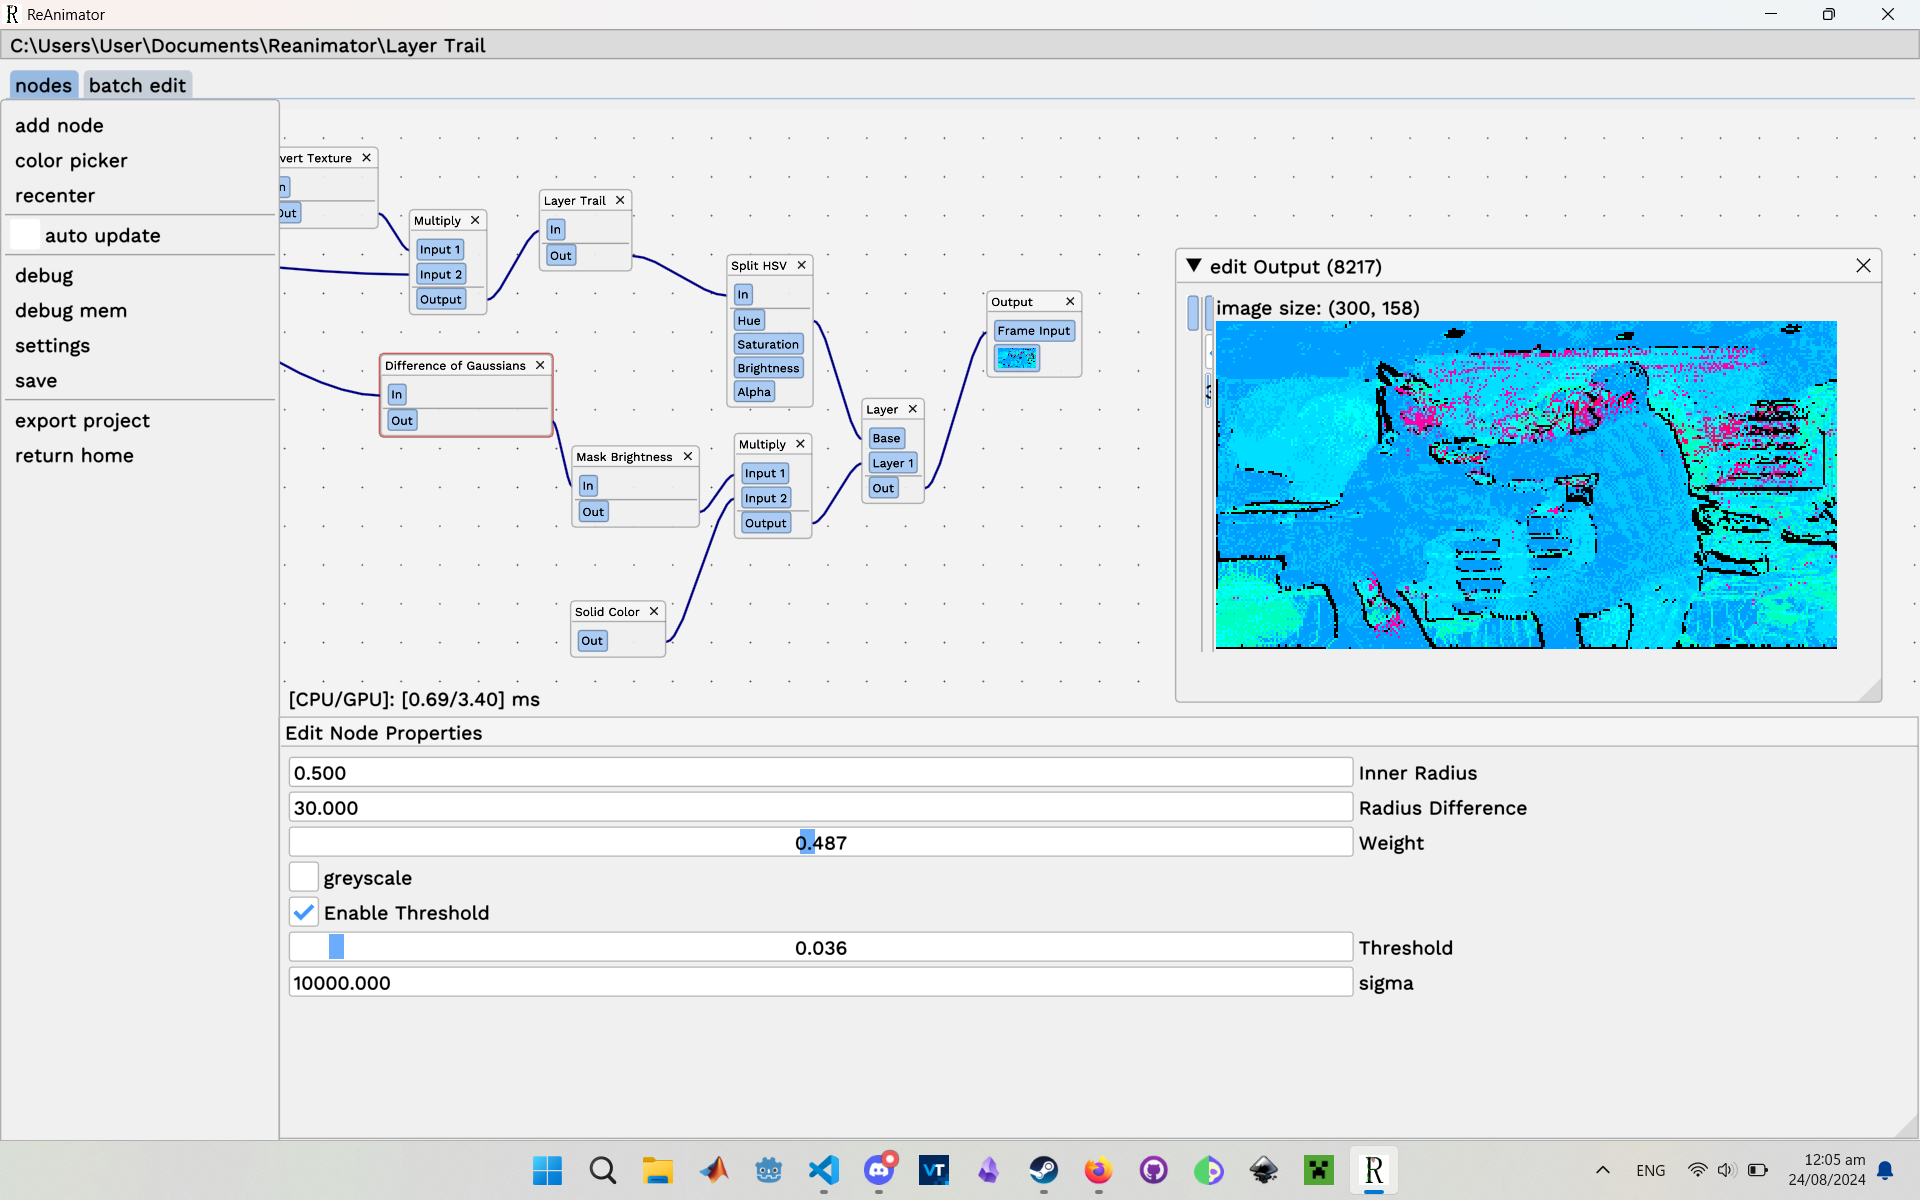 ReAnimator
C:\Users\User\Documents\Reanimator\Layer Trail
nodes batch edit
add node
color picker
recenter
auto update
debug
debug mem
settings
save
export project
return home
vert Texture
n
Out
Multiply
Input 1
Input 2
Output
Layer Trail
In
Out
Split HSV
In
Hue
Saturation
Brightness
Alpha
Output
Frame Input
Difference of Gaussians
In
Out
Mask Brightness
In
Out
Multiply
Input 1
Input 2
Output
Layer
Base
Layer 1
Out
Solid Color
Out
edit Output (8217)
image size: (300, 158)
[CPU/GPU]: [0.69/3.40] ms
Edit Node Properties
0.500 Inner Radius
30.000 Radius Difference
0.487 Weight
greyscale
Enable Threshold
0.036 Threshold
10000.000 sigma
VT
R
ENG
12:05 am
24/08/2024